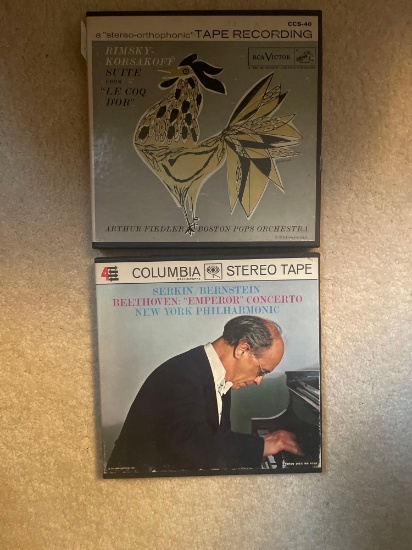 CCS-40
a "stereo-orthophonic" TAPE RECORDING
RIMSKY-
KORSAKOFF
SUITE
FROM
"LE COQ
D'OR"
RCA VICTOR
ARTHUR FIEDLER BOSTON POPS ORCHESTRA
4
COLUMBIA STEREO TAPE
SERKIN/BERNSTEIN
BEETHOVEN: "EMPEROR" CONCERTO
NEW YORK PHILHARMONIC